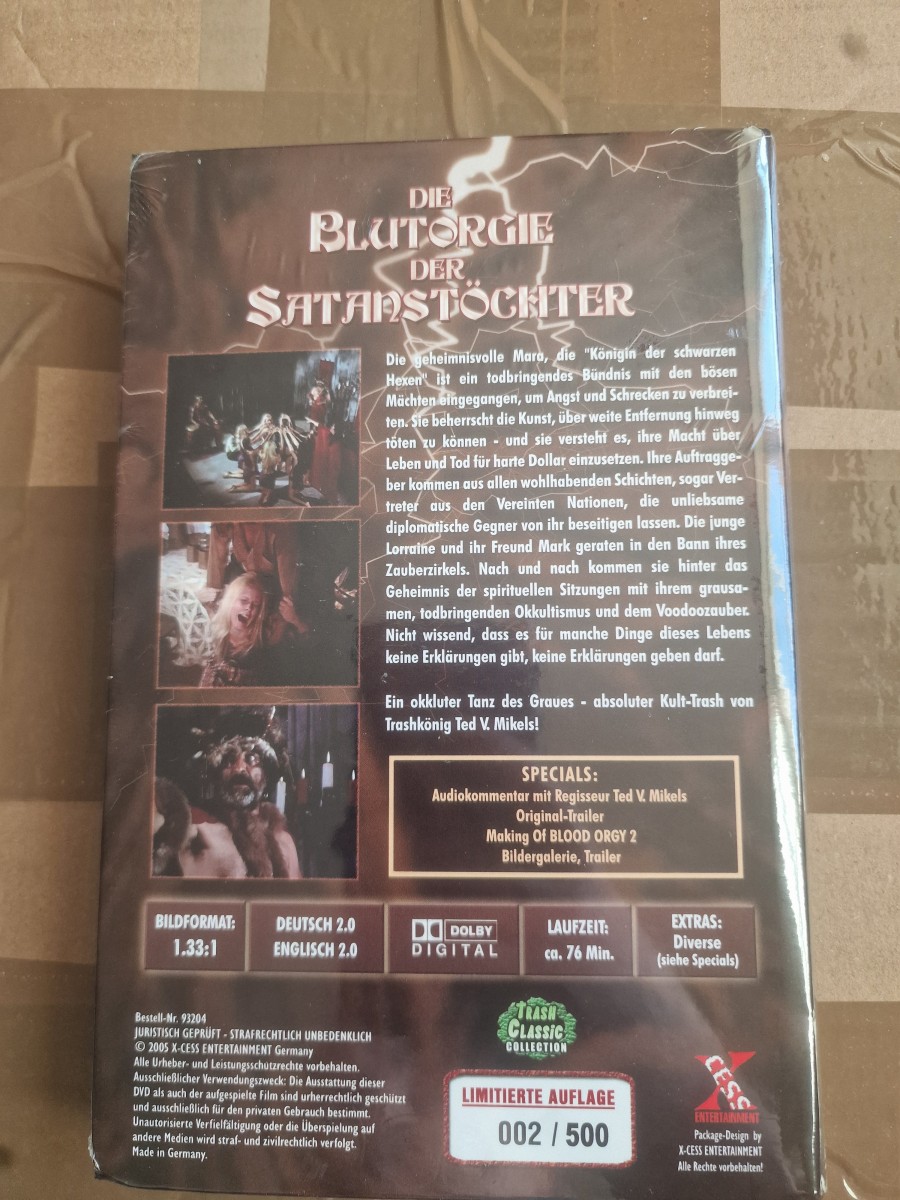 DIE
BLUTORGIE
DER
SATANSTÖCHTER
Die geheimnisvolle Mara, die "Königin der schwarzen
Hexen" ist ein todbringendes Bündnis mit den bösen
Mächten eingegangen, um Angst und Schrecken zu verbrei-
ten. Sie beherrscht die Kunst, über weite Entfernung hinweg
töten zu können - und sie versteht es, ihre Macht über
Leben und Tod für harte Dollar einzusetzen. Ihre Auftragge-
ber kommen aus allen wohlhabenden Schichten, sogar Ver-
treter aus den Vereinten Nationen, die unliebsame
diplomatische Gegner von ihr beseitigen lassen. Die junge
Lorraine und ihr Freund Mark geraten in den Bann ihres
Zauberzirkels. Nach und nach kommen sie hinter das
Geheimnis der spirituellen Sitzungen mit ihrem grausa-
men, todbringenden Okkultismus und dem Voodoozauber.
Nicht wissend, dass es für manche Dinge dieses Lebens
keine Erklärungen gibt, keine Erklärungen geben darf.
Ein okkluter Tanz des Graues - absoluter Kult-Trash von
Trashkönig Ted V. Mikels!
SPECIALS:
Audiokommentar mit Regisseur Ted V. Mikels
Original-Trailer
Making Of BLOOD ORGY 2
Bildergalerie, Trailer
BILDFORMAT:
1.33:1
DEUTSCH 2.0
ENGLISCH 2.0
DOLBY
DIGITAL
LAUFZEIT:
ca. 76 Min.
EXTRAS:
Diverse
(siehe Specials)
Bestell-Nr. 93204
JURISTISCH GEPRÜFT - STRAFRECHTLICH UNBEDENKLICH
© 2005 X-CESS ENTERTAINMENT Germany
Alle Urheber- und Leistungsschutzrechte vorbehalten.
Ausschließlicher Verwendungszweck: Die Ausstattung dieser
DVD als auch der aufgespielte Film sind urherrechtlich geschützt
und ausschließlich für den privaten Gebrauch bestimmt.
Unautorisierte Verfielfältigung oder die Überspielung auf
andere Medien wird straf- und zivilrechtlich verfolgt.
Made in Germany.
TRASH
CLASSIC
COLLECTION
LIMITIERTE AUFLAGE
002 / 500
X CESS
ENTERTAINMENT
Package-Design by
X-CESS ENTERTAINMENT
Alle Rechte vorbehalten!